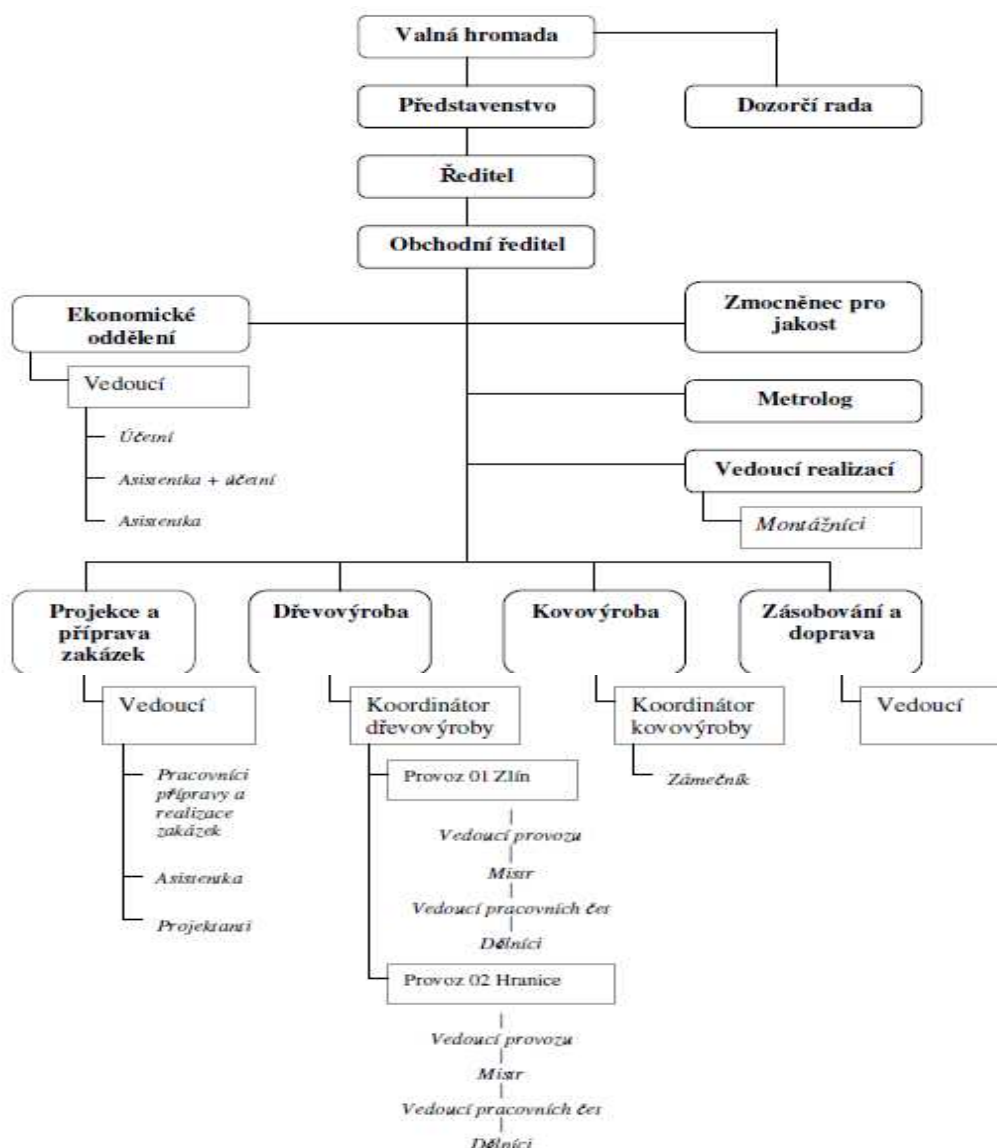 Valná hromada
Představenstvo
Dozorčí rada
Ředitel
Obchodní ředitel
Ekonomické
oddělení
Vedoucí
Účetní
Asistentka + účetní
Asistentka
Zmocněnec pro
jakost
Metrolog
Vedoucí realizací
Montážníci
Projekce a
příprava
zakázek
Vedoucí
Pracovníci
přípravy a
realizace
zakázek
Asistentka
Projektanti
Dřevovýroba
Koordinátor
dřevovýroby
Provoz 01 Zlín
Vedoucí provozu
Mistr
Vedoucí pracovních čet
Dělníci
Provoz 02 Hranice
Vedoucí provozu
Mistr
Vedoucí pracovních čet
Dělníci
Kovovýroba
Koordinátor
kovovýroby
Zámečník
Zásobování a
doprava
Vedoucí